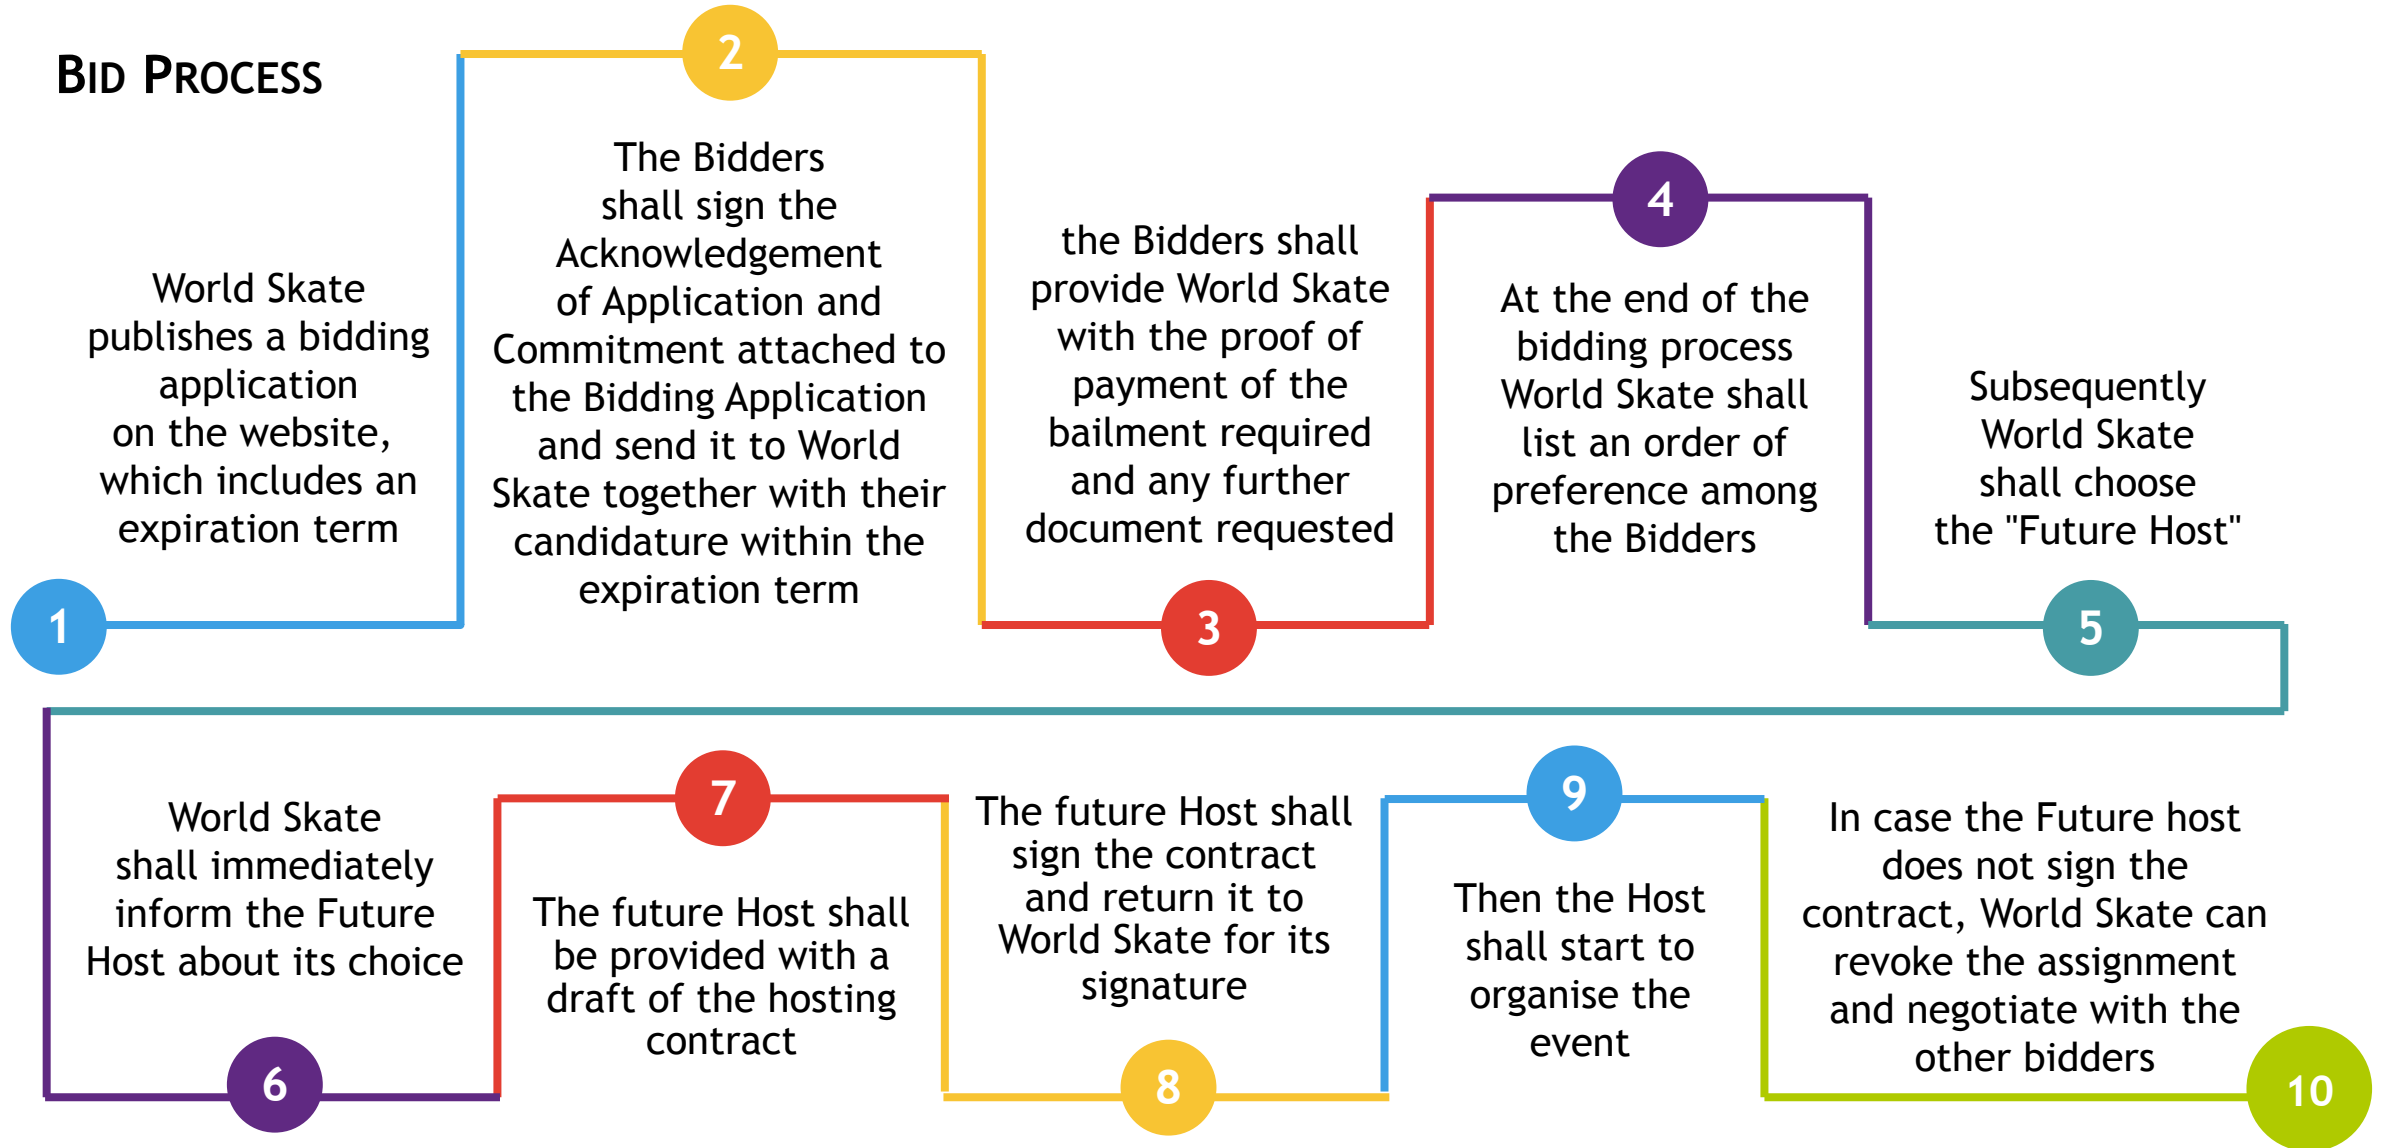 BID PROCESS
1
World Skate
publishes a bidding
application
on the website,
which includes an
expiration term
2
The Bidders
shall sign the
Acknowledgement
of Application and
Commitment attached to
the Bidding Application
and send it to World
Skate together with their
candidature within the
expiration term
3
the Bidders shall
provide World Skate
with the proof of
payment of the
bailment required
and any further
document requested
4
At the end of the
bidding process
World Skate shall
list an order of
preference among
the Bidders
5
Subsequently
World Skate
shall choose
the "Future Host"
6
World Skate
shall immediately
inform the Future
Host about its choice
7
The future Host shall
be provided with a
draft of the hosting
contract
8
The future Host shall
sign the contract
and return it to
World Skate for its
signature
9
Then the Host
shall start to
organise the
event
10
In case the Future host
does not sign the
contract, World Skate can
revoke the assignment
and negotiate with the
other bidders